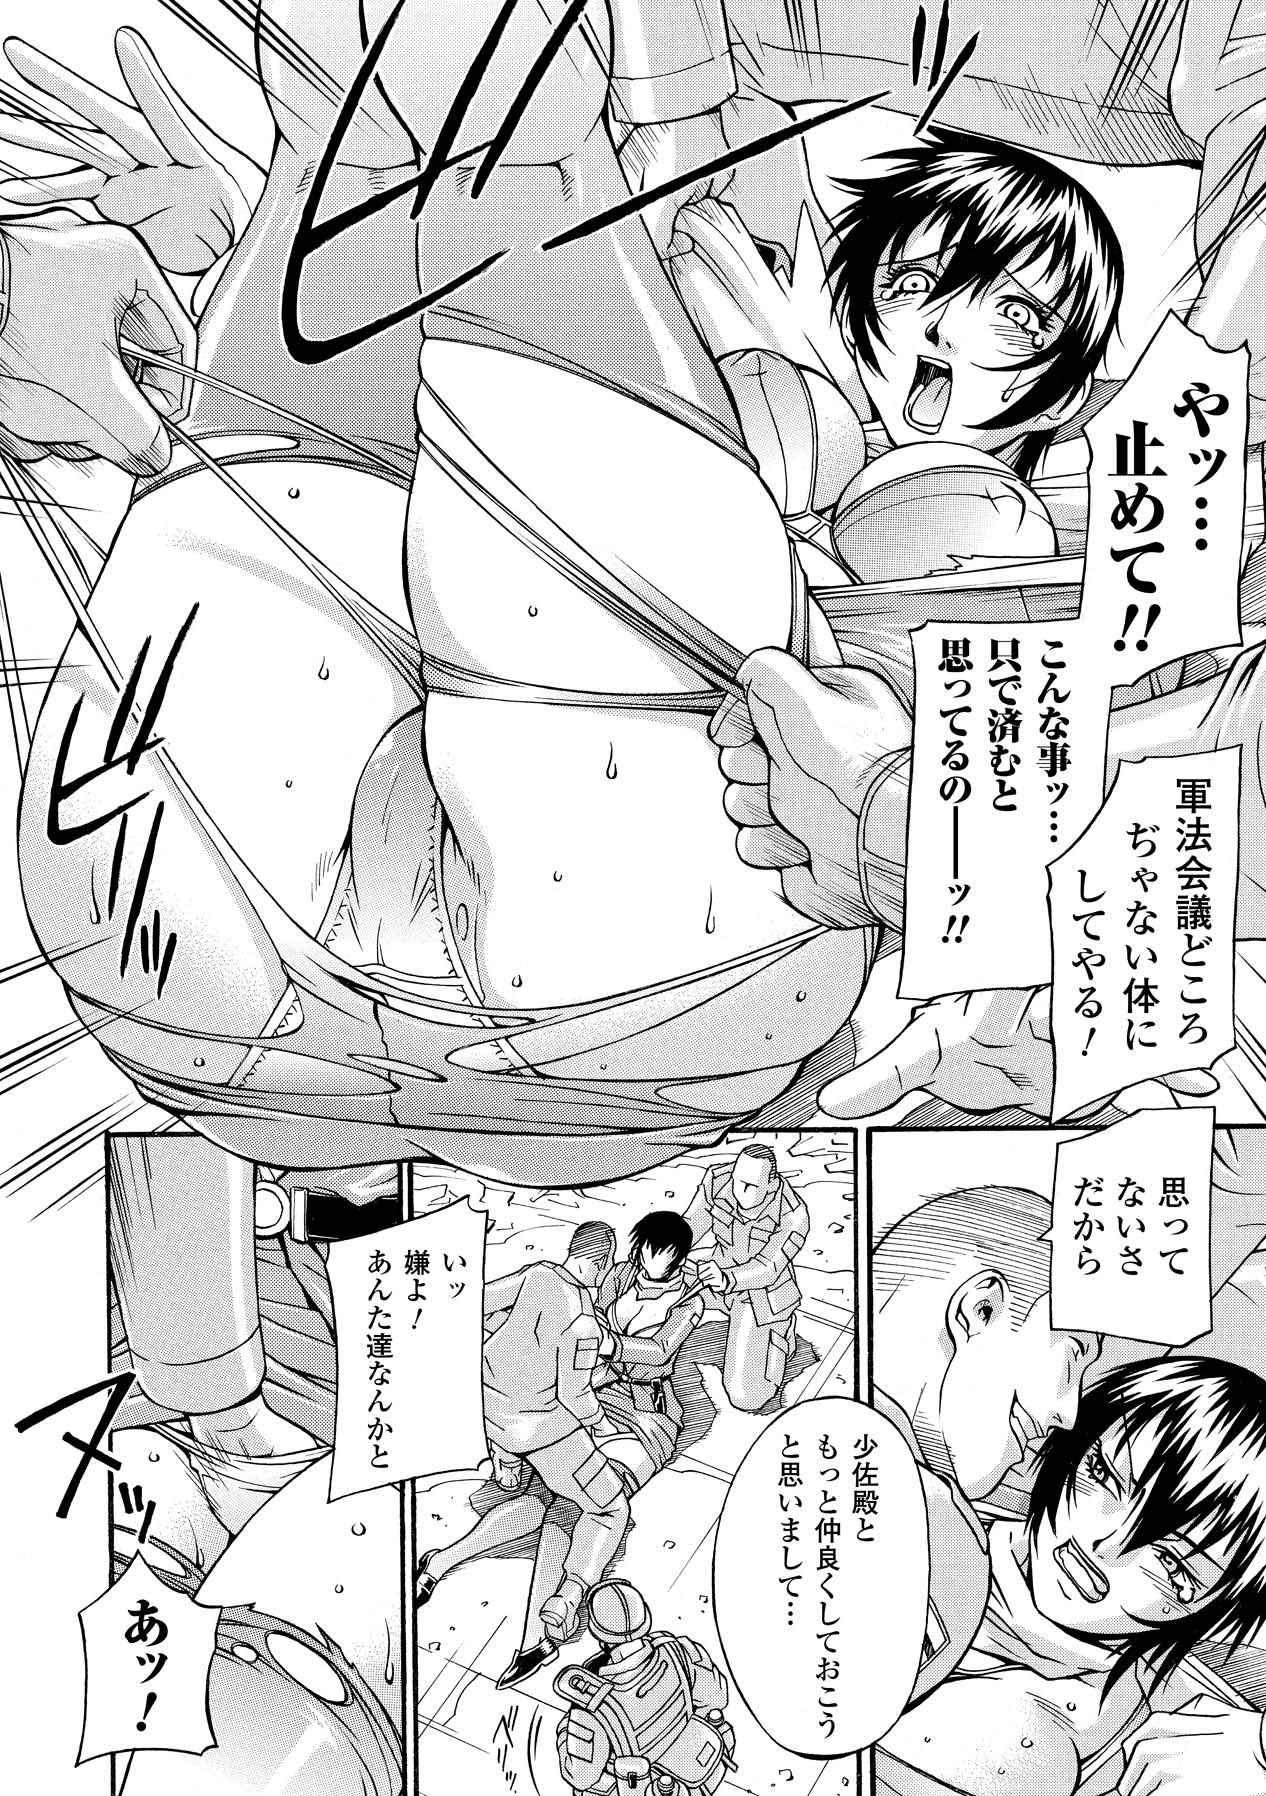 やッ…
止めて!!
こんな事ッ…
只で済むと
思ってるの──ッ!!
軍法会議どころ
ぢゃない体に
してやる!
思って
ないさ
だから
少佐殿と
もっと仲良くしておこう
と思いまして…
いッ
嫌よ!
あんた達なんかと
あッ!